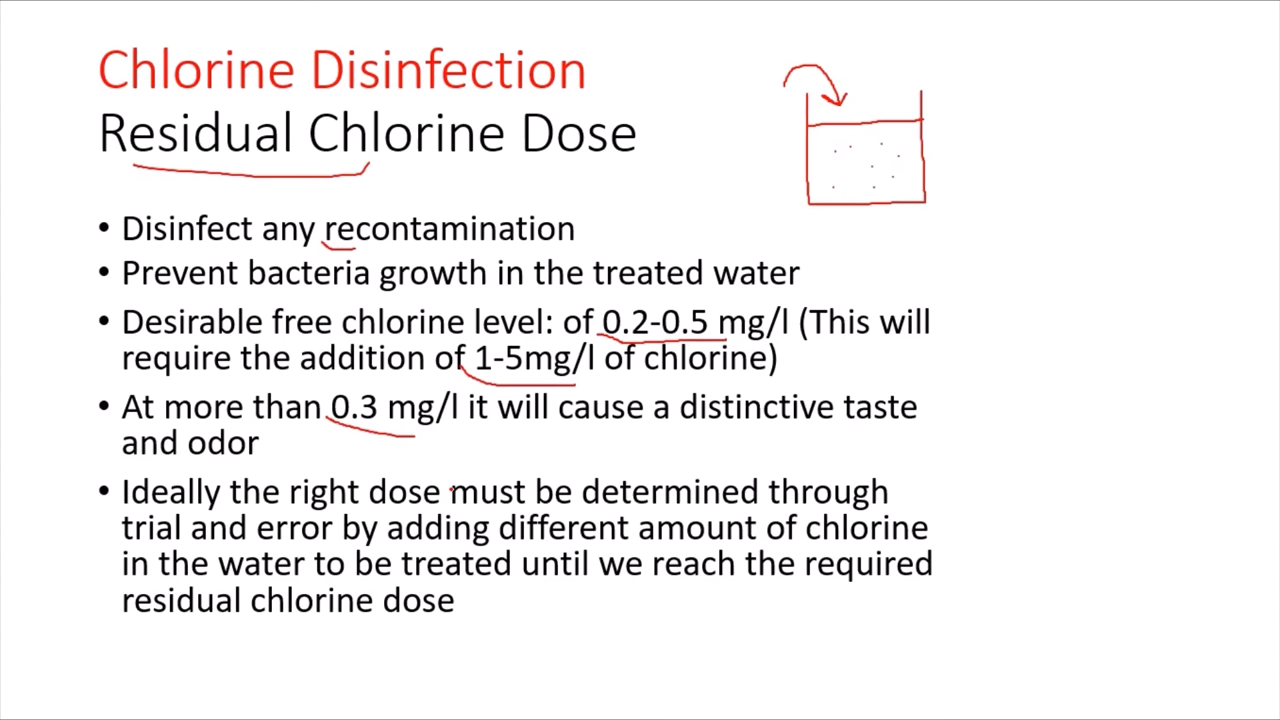 Chlorine Disinfection
Residual Chlorine Dose
• Disinfect any recontamination
• Prevent bacteria growth in the treated water
• Desirable free chlorine level: of 0.2-0.5 mg/l (This will
require the addition of 1-5mg/l of chlorine)
• At more than 0.3 mg/l it will cause a distinctive taste
and odor
• Ideally the right dose must be determined through
trial and error by adding different amount of chlorine
in the water to be treated until we reach the required
residual chlorine dose